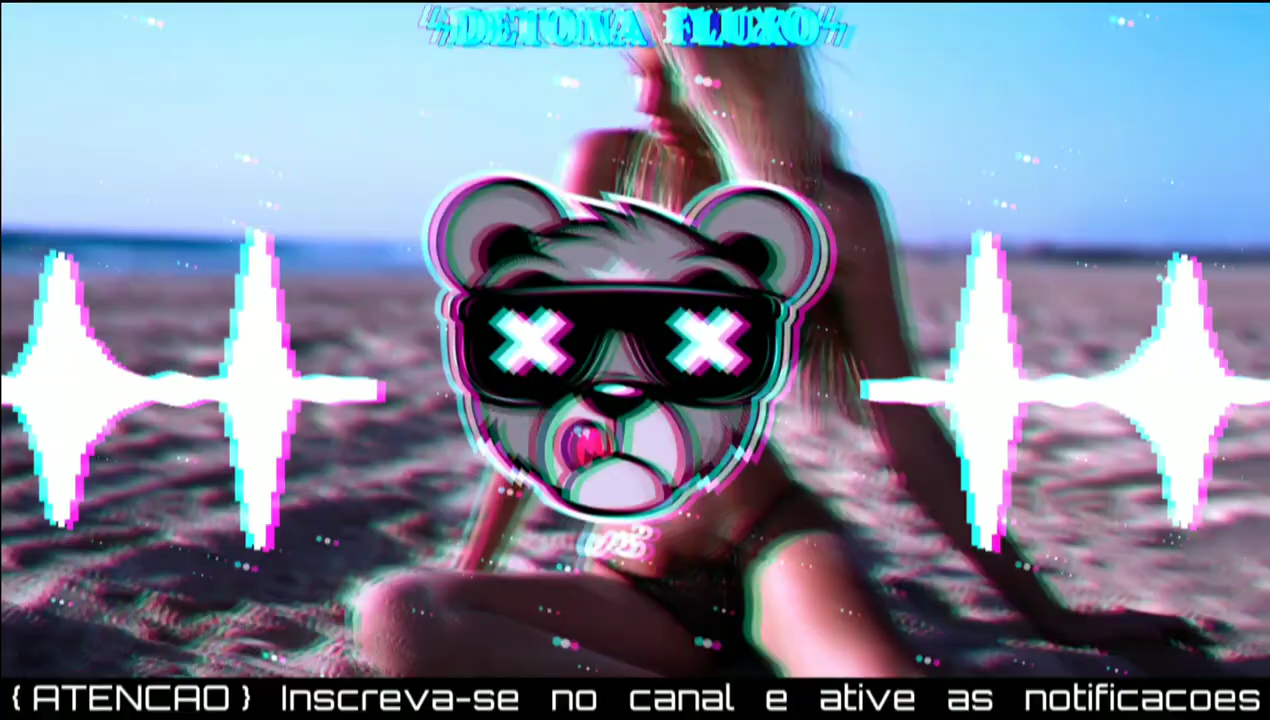 DETONA FLUXO
{ATENCAO} Inscreva-se no canal e ative as notificacoes